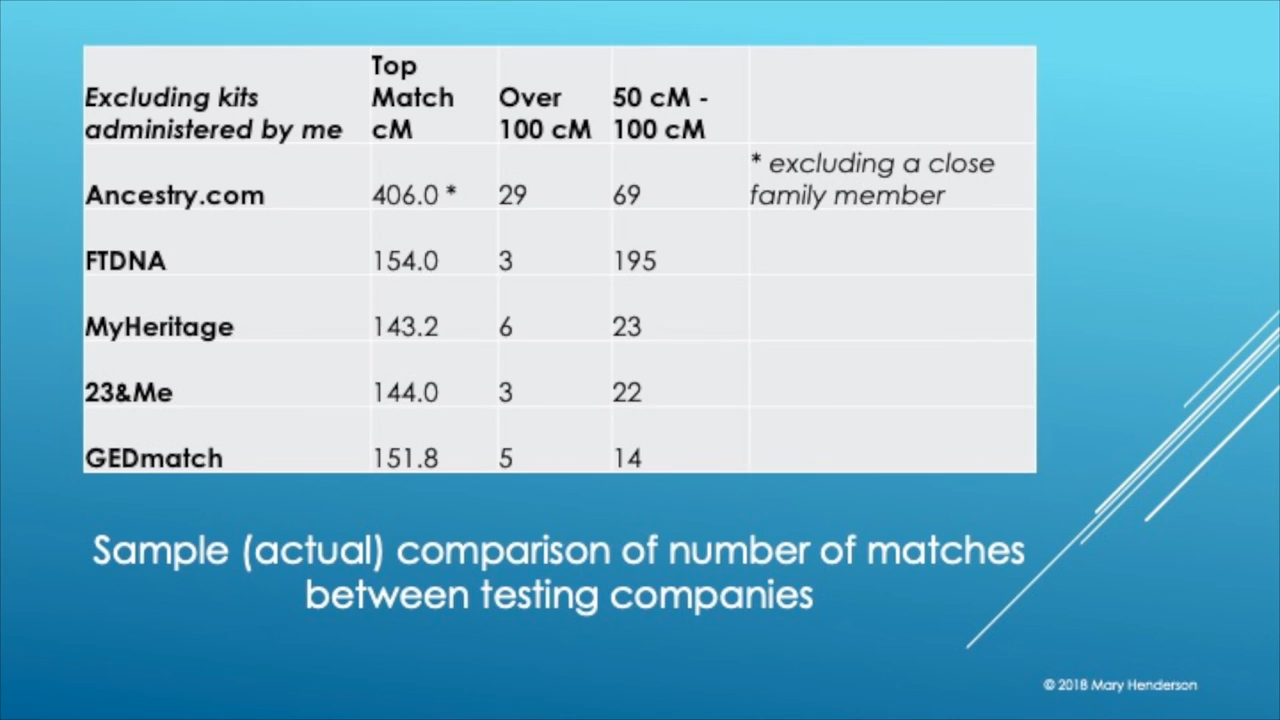 Excluding kits administered by me | Top Match cM | Over 100 cM | 50 cM - 100 cM
Ancestry.com | 406.0 * | 29 | 69 | * excluding a close family member
FTDNA | 154.0 | 3 | 195
MyHeritage | 143.2 | 6 | 23
23&Me | 144.0 | 3 | 22
GEDmatch | 151.8 | 5 | 14
Sample (actual) comparison of number of matches
between testing companies
© 2018 Mary Henderson